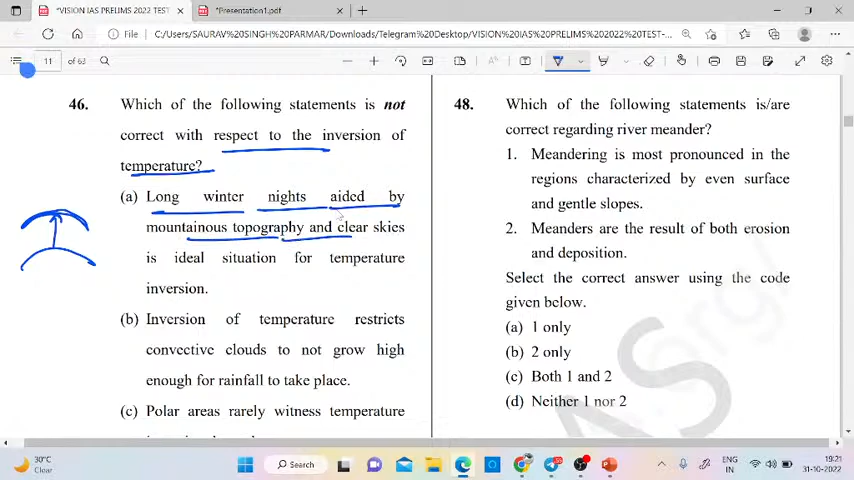 *VISION IAS PRELIMS 2022 TEST
*Presentation1.pdf
File
C:/Users/SAURAV%20SINGH%20PARMAR/Downloads/Telegram%20Desktop/VISION%20IAS%20PRELIMS%202022%20TEST-...
11 of 63
46. Which of the following statements is not
correct with respect to the inversion of
temperature?
(a) Long winter nights aided by
mountainous topography and clear skies
is ideal situation for temperature
inversion.
(b) Inversion of temperature restricts
convective clouds to not grow high
enough for rainfall to take place.
(c) Polar areas rarely witness temperature
48. Which of the following statements is/are
correct regarding river meander?
1. Meandering is most pronounced in the
regions characterized by even surface
and gentle slopes.
2. Meanders are the result of both erosion
and deposition.
Select the correct answer using the code
given below.
(a) 1 only
(b) 2 only
(c) Both 1 and 2
(d) Neither 1 nor 2
30°C
Clear
Search
ENG
IN
19:21
31-10-2022